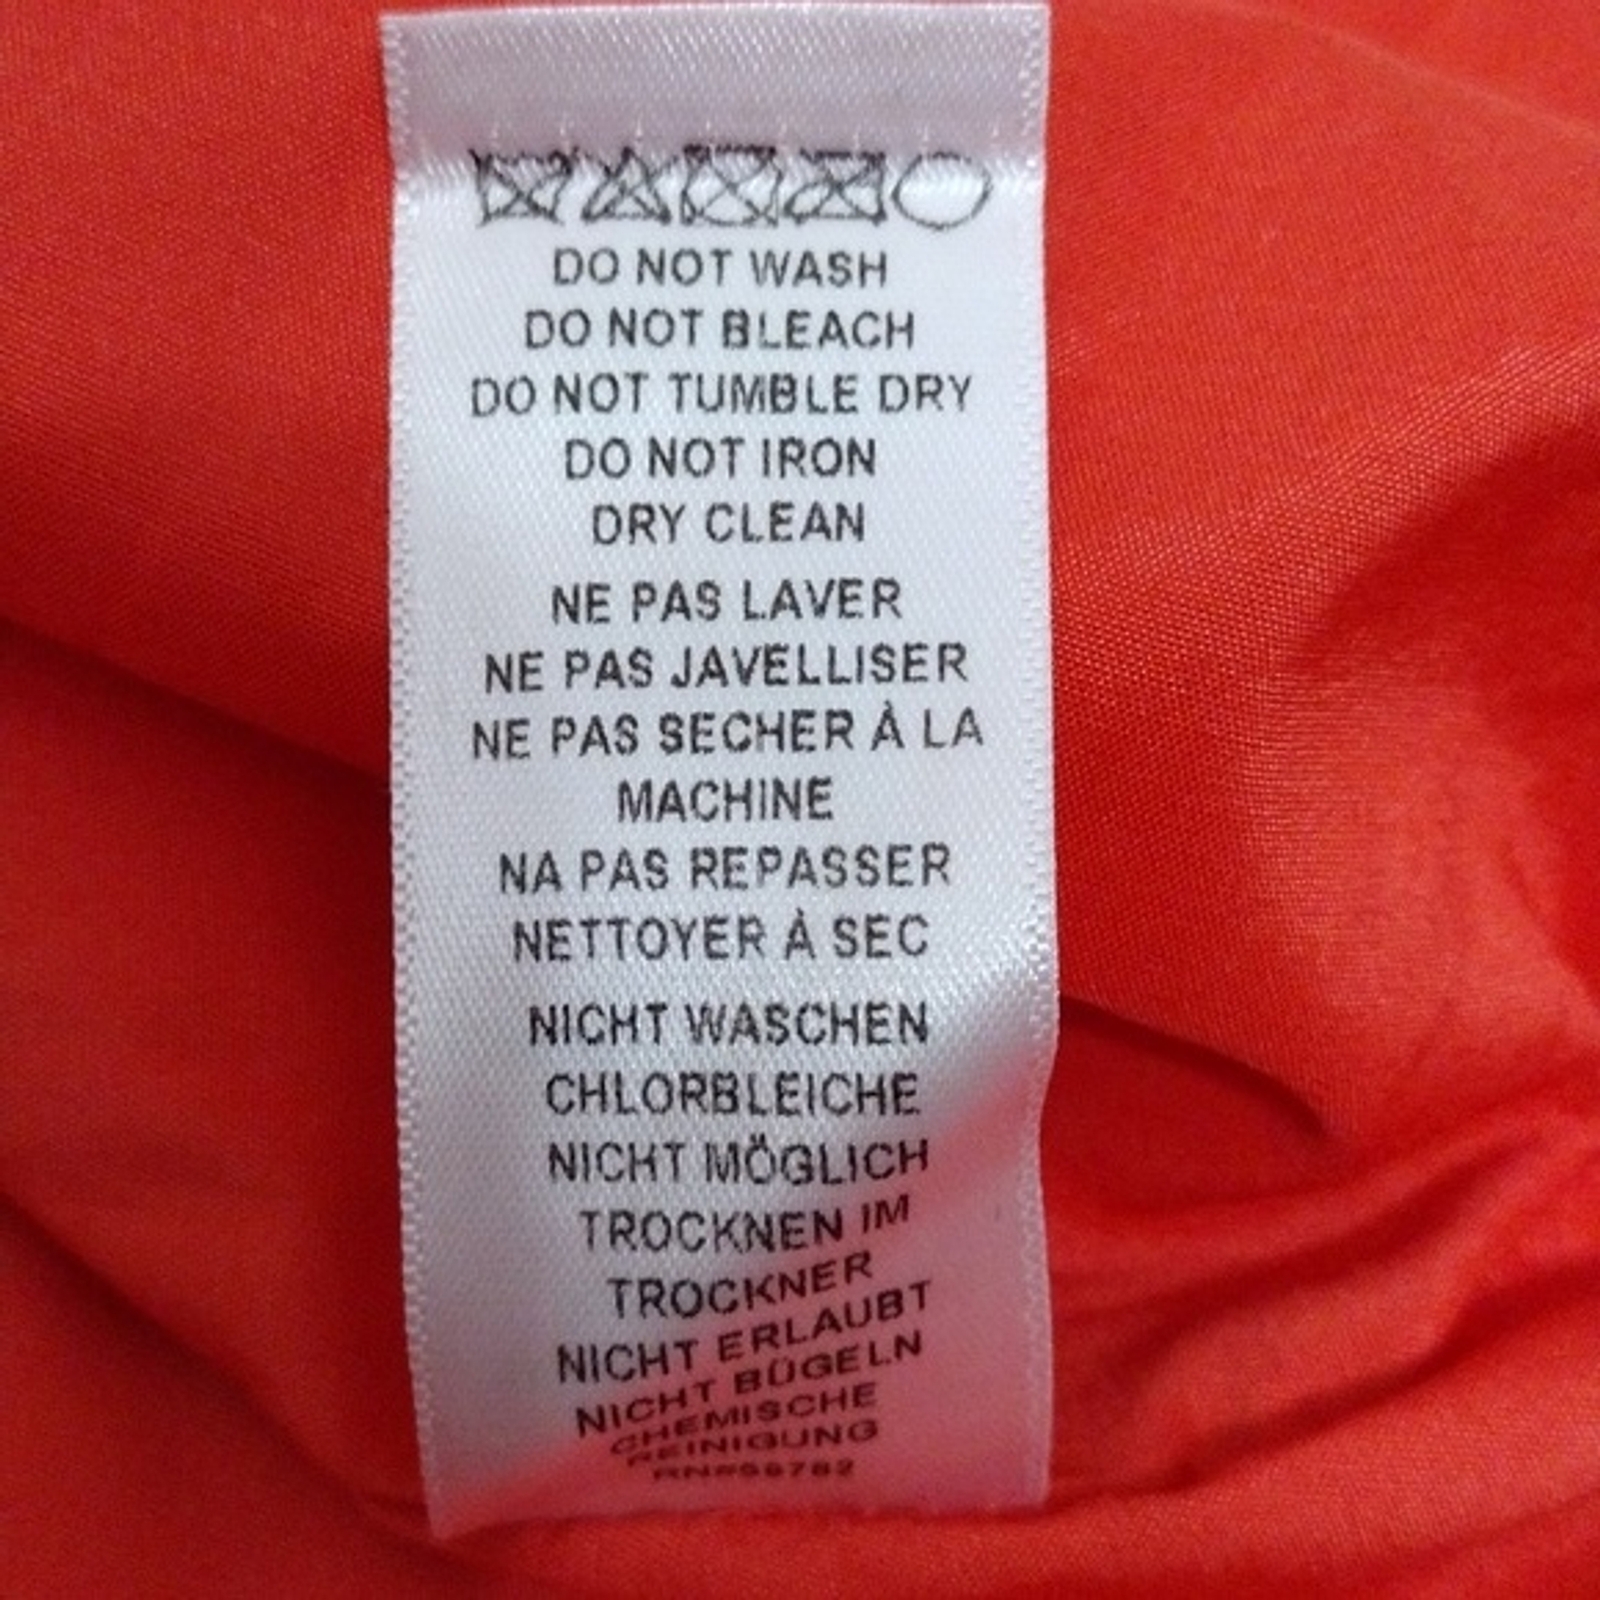 DO NOT WASH
DO NOT BLEACH
DO NOT TUMBLE DRY
DO NOT IRON
DRY CLEAN
NE PAS LAVER
NE PAS JAVELLISER
NE PAS SECHER À LA
MACHINE
NA PAS REPASSER
NETTOYER À SEC
NICHT WASCHEN
CHLORBLEICHE
NICHT MÖGLICH
TROCKNEN IM
TROCKNER
NICHT ERLAUBT
NICHT BÜGELN
CHEMISCHE
REINIGUNG